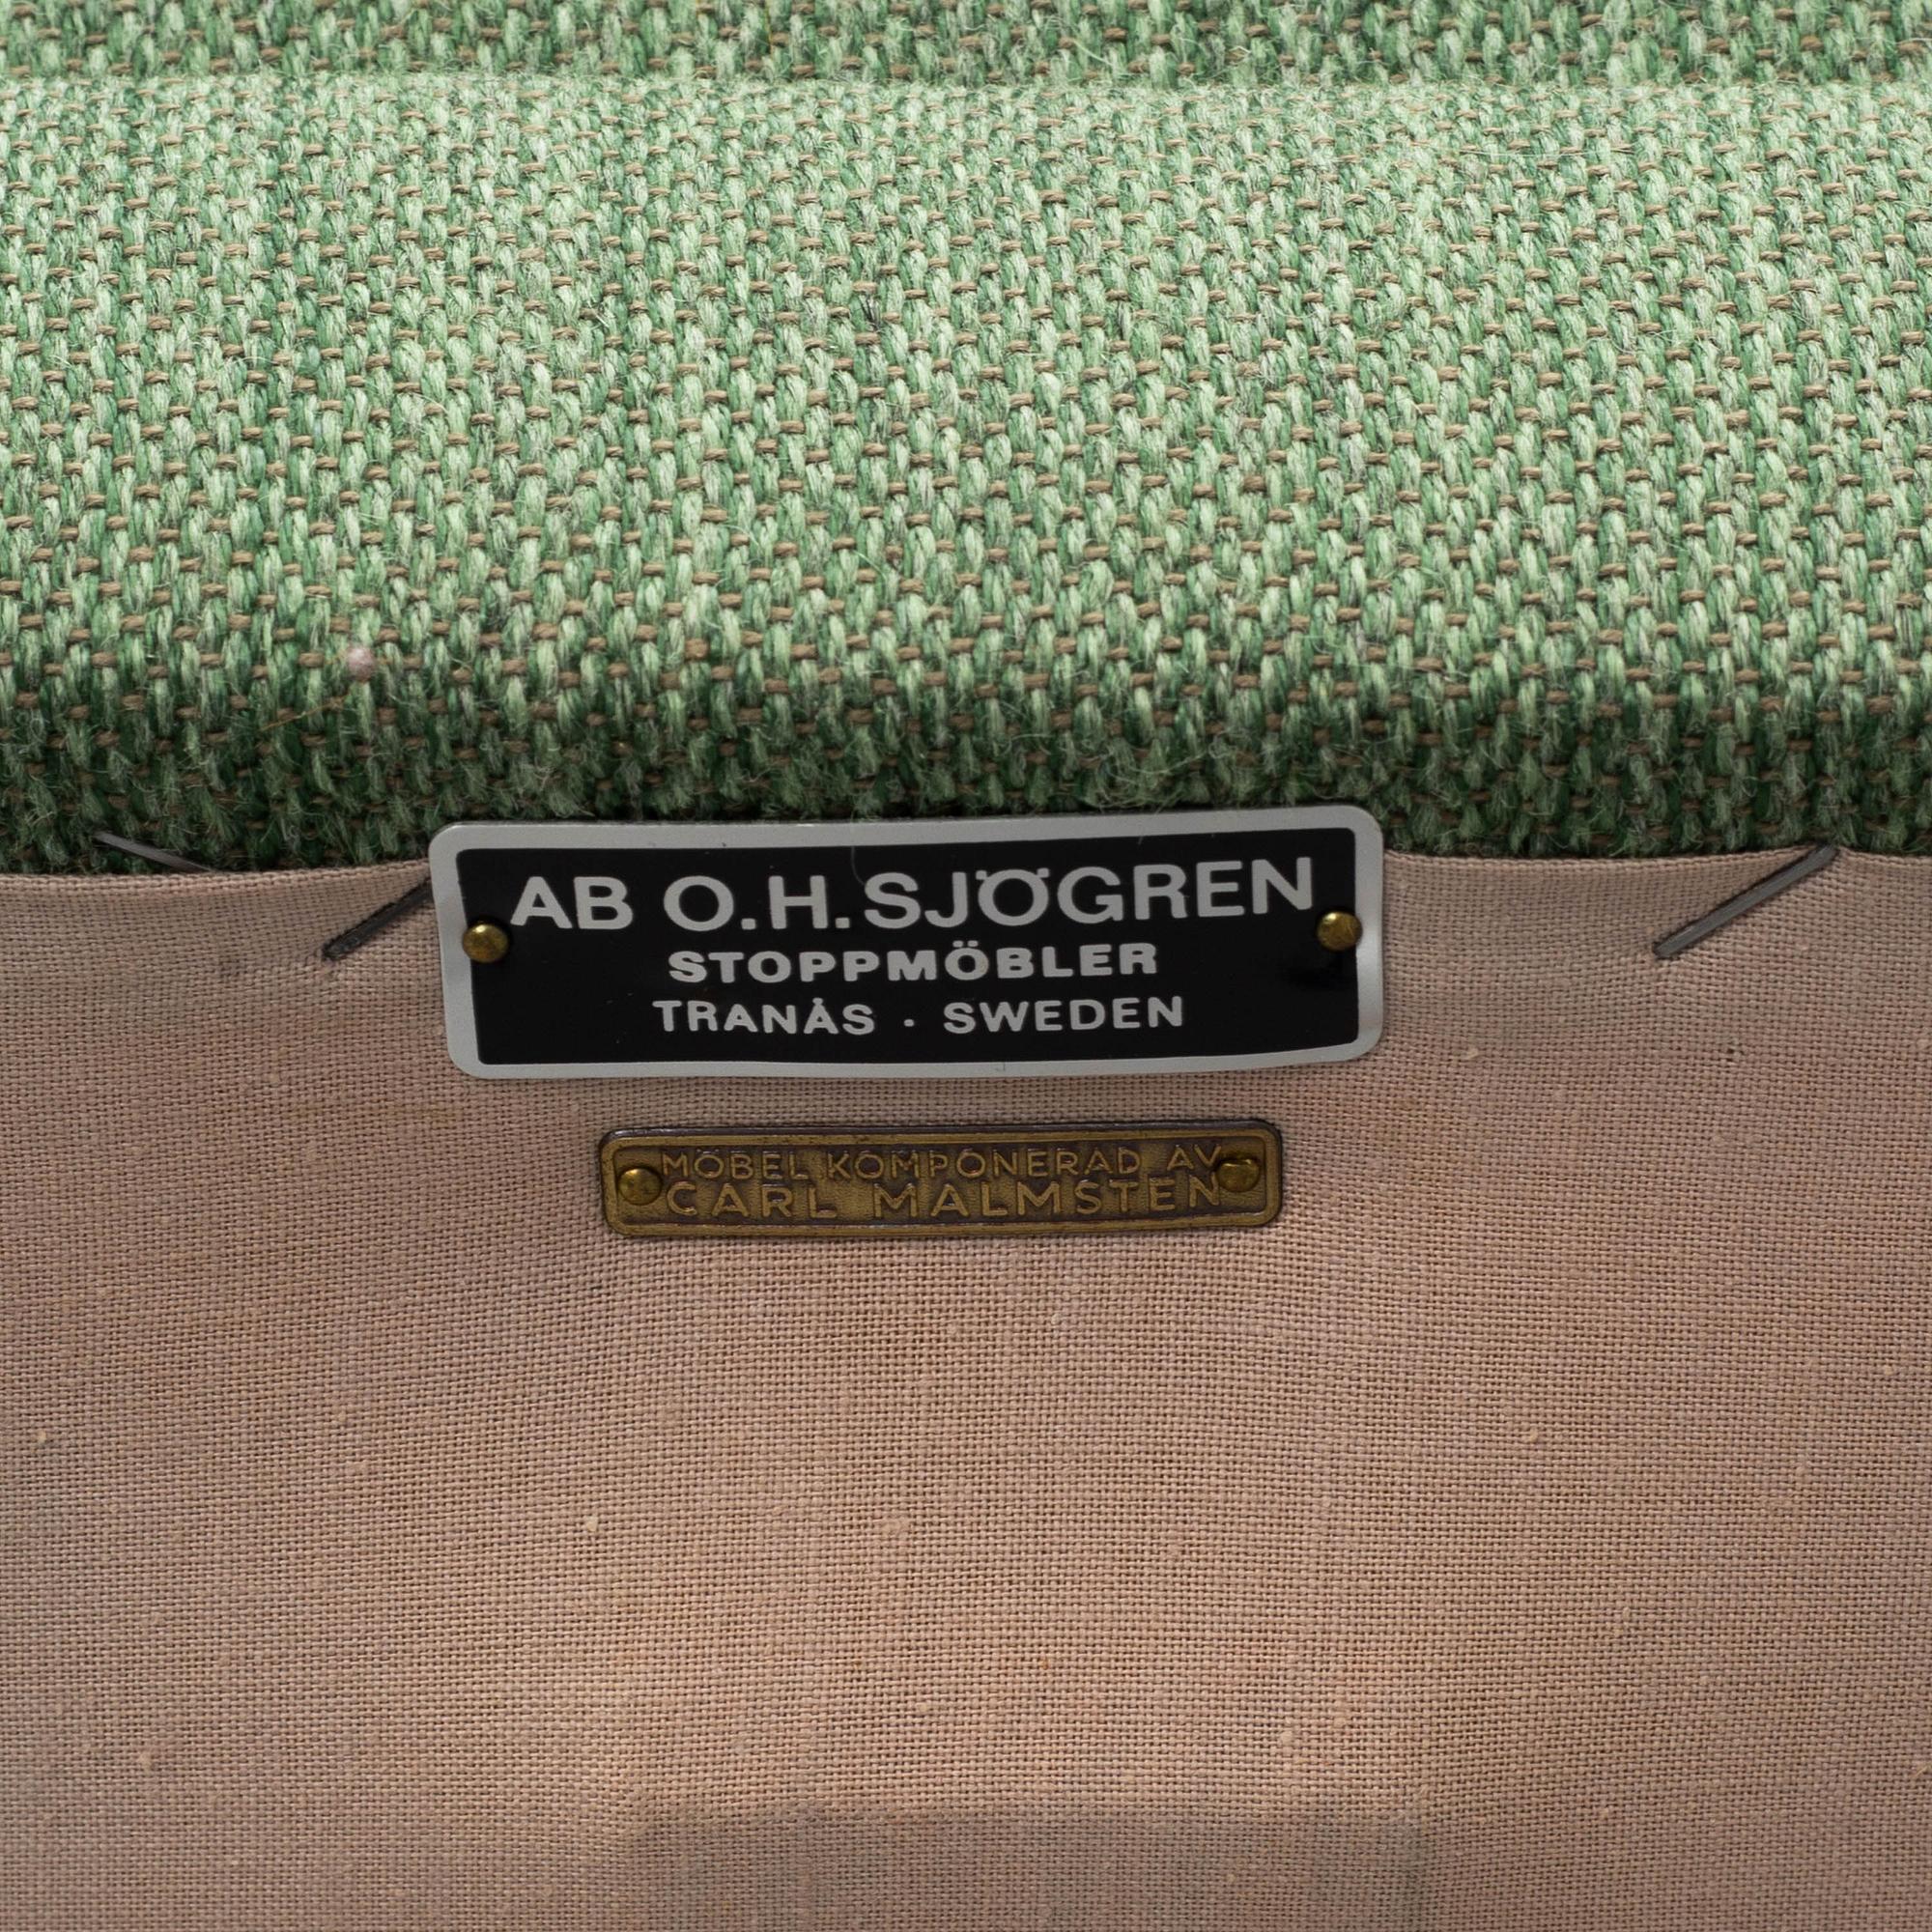 AB O.H. SJÖGREN
STOPPMÖBLER
TRANÅS · SWEDEN
MÖBEL KOMPONERAD AV
CARL MALMSTEN